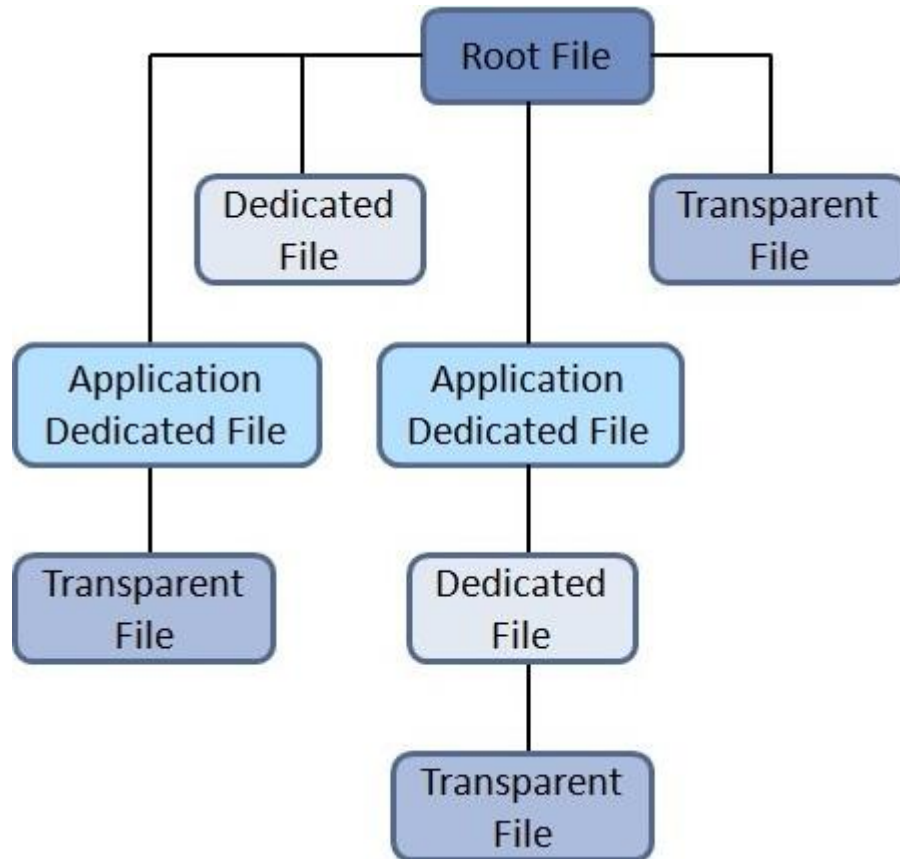 Root File
Dedicated
File
Transparent
File
Application
Dedicated File
Application
Dedicated File
Transparent
File
Dedicated
File
Transparent
File